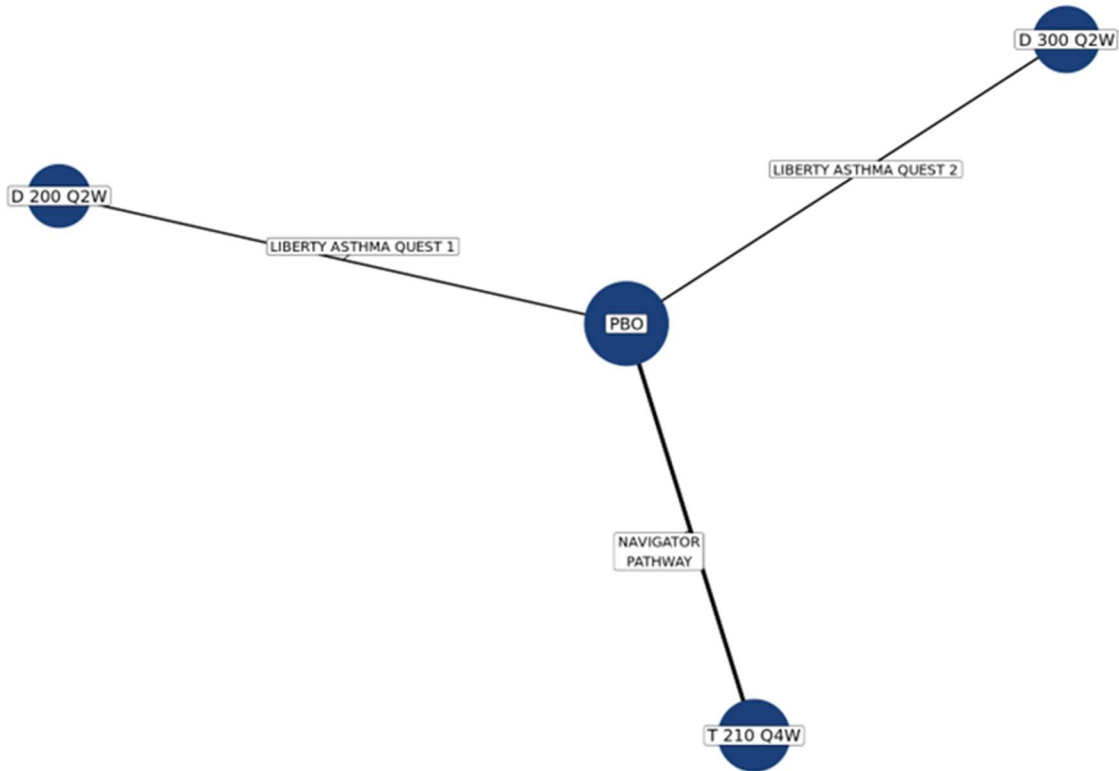 D 300 Q2W
LIBERTY ASTHMA QUEST 2
D 200 Q2W
LIBERTY ASTHMA QUEST 1
PBO
NAVIGATOR
PATHWAY
T 210 Q4W